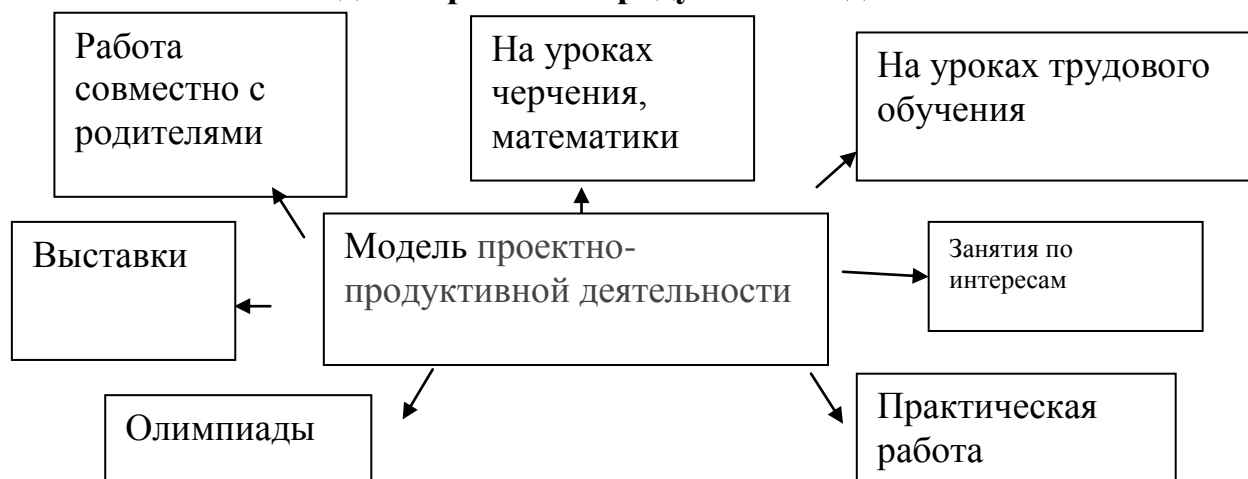 Работа
совместно с
родителями
На уроках
черчения,
математики
На уроках трудового
обучения
Выставки
Модель проектно-
продуктивной деятельности
Занятия по
интересам
Олимпиады
Практическая
работа